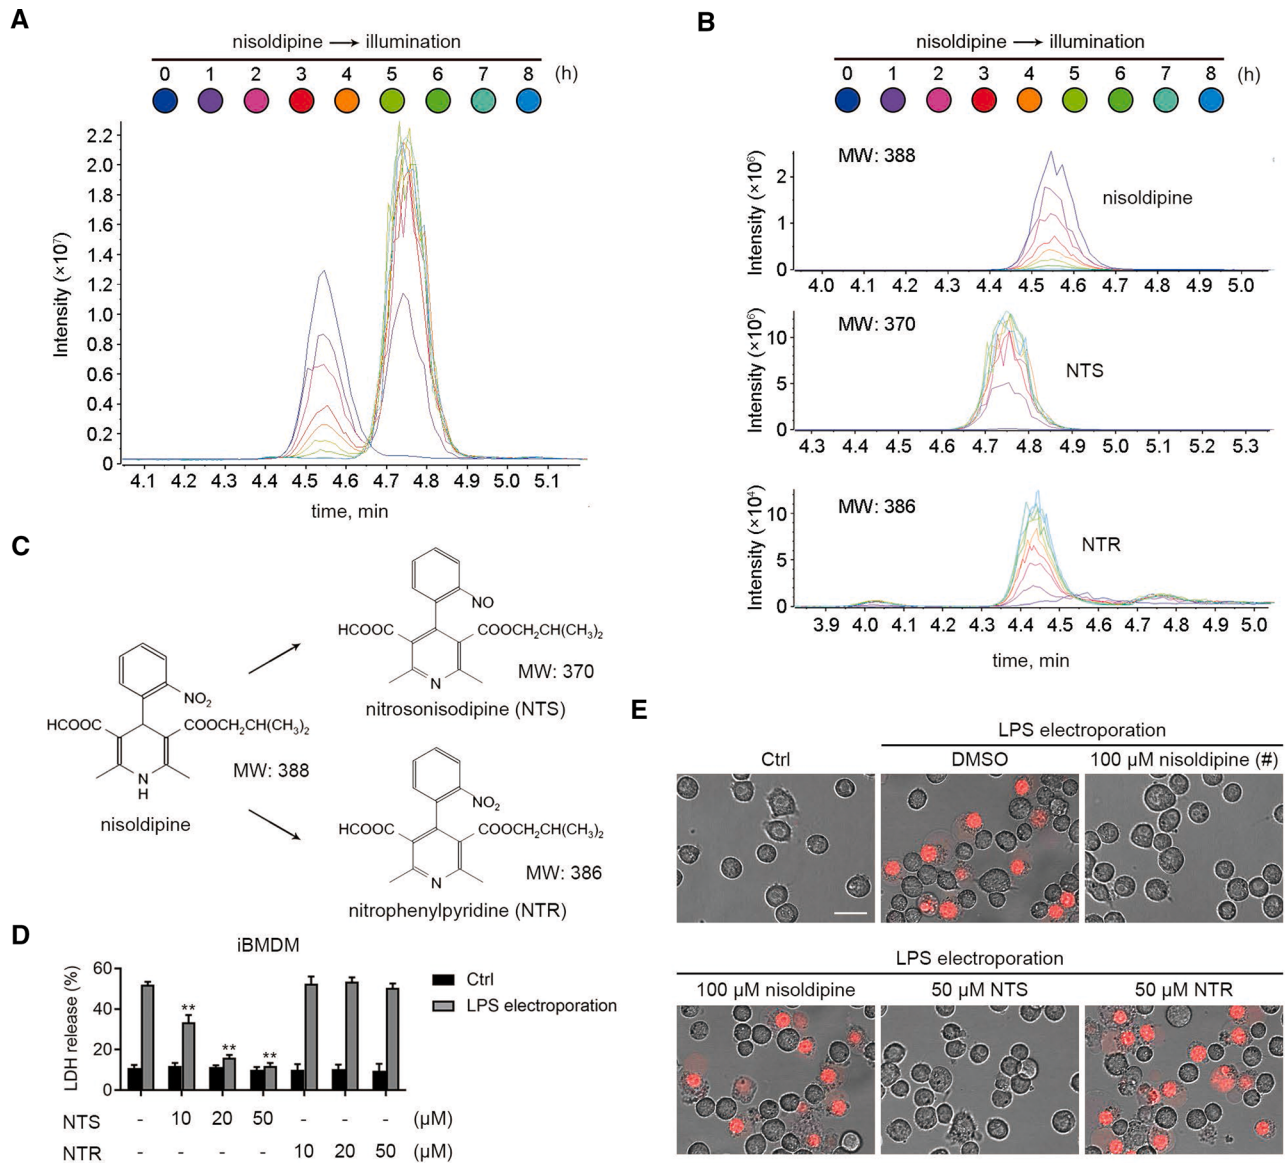 A
nisoldipine → illumination
0 1 2 3 4 5 6 7 8 (h)
2.2
2.0
1.8
1.6
1.4
1.2
1.0
0.8
0.6
0.4
0.2
0
Intensity (×10⁷)
4.1 4.2 4.3 4.4 4.5 4.6 4.7 4.8 4.9 5.0 5.1
time, min
B
nisoldipine → illumination
0 1 2 3 4 5 6 7 8 (h)
MW: 388
nisoldipine
Intensity (×10⁶)
2
1
0
4.0 4.1 4.2 4.3 4.4 4.5 4.6 4.7 4.8 4.9 5.0
MW: 370
NTS
Intensity (×10⁶)
10
5
0
4.3 4.4 4.5 4.6 4.7 4.8 4.9 5.0 5.1 5.2 5.3
MW: 386
NTR
Intensity (×10⁴)
10
5
0
3.9 4.0 4.1 4.2 4.3 4.4 4.5 4.6 4.7 4.8 4.9 5.0
time, min
C
NO₂
HCOOC COOCH₂CH(CH₃)₂
N
H
MW: 388
nisoldipine
NO
HCOOC COOCH₂CH(CH₃)₂
N
MW: 370
nitrosonisodipine (NTS)
NO₂
HCOOC COOCH₂CH(CH₃)₂
N
MW: 386
nitrophenylpyridine (NTR)
D
iBMDM
LDH release (%)
60
40
20
0
** ** **
Ctrl
LPS electroporation
NTS - 10 20 50 - - - (μM)
NTR - - - - 10 20 50 (μM)
E
LPS electroporation
Ctrl DMSO 100 μM nisoldipine (#)
LPS electroporation
100 μM nisoldipine 50 μM NTS 50 μM NTR